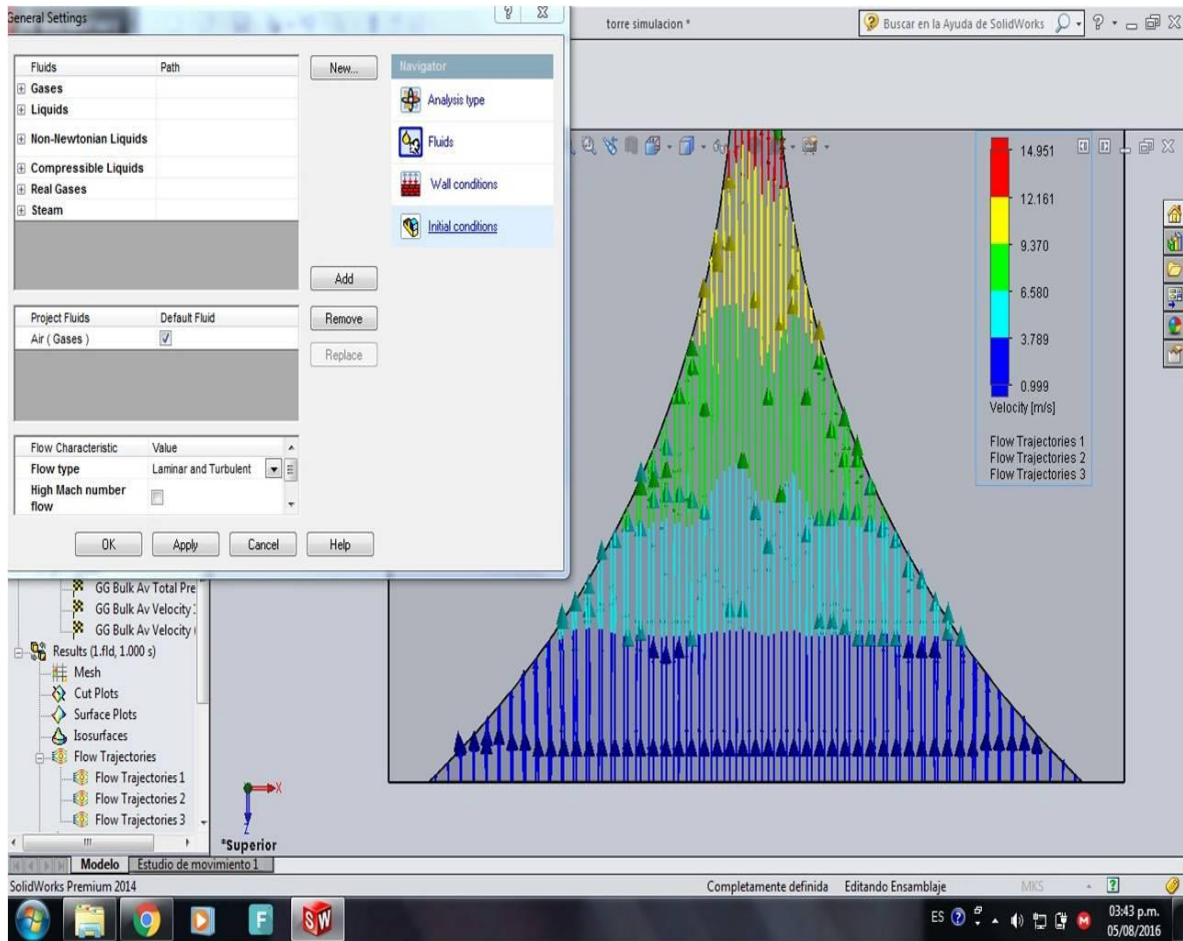 General Settings
torre simulacion *
Buscar en la Ayuda de SolidWorks
Fluids Path
Gases
Liquids
Non-Newtonian Liquids
Compressible Liquids
Real Gases
Steam
New...
Add
Remove
Replace
Project Fluids Default Fluid
Air ( Gases )
Flow Characteristic Value
Flow type Laminar and Turbulent
High Mach number
flow
OK Apply Cancel Help
Navigator
Analysis type
Fluids
Wall conditions
Initial conditions
14.951
12.161
9.370
6.580
3.789
0.999
Velocity [m/s]
Flow Trajectories 1
Flow Trajectories 2
Flow Trajectories 3
GG Bulk Av Total Pre
GG Bulk Av Velocity
GG Bulk Av Velocity (
Results (1.fld, 1.000 s)
Mesh
Cut Plots
Surface Plots
Isosurfaces
Flow Trajectories
Flow Trajectories 1
Flow Trajectories 2
Flow Trajectories 3
X
Z
*Superior
Modelo Estudio de movimiento 1
SolidWorks Premium 2014 Completamente definida Editando Ensamblaje MKS
F SW ES 03:43 p.m.
05/08/2016